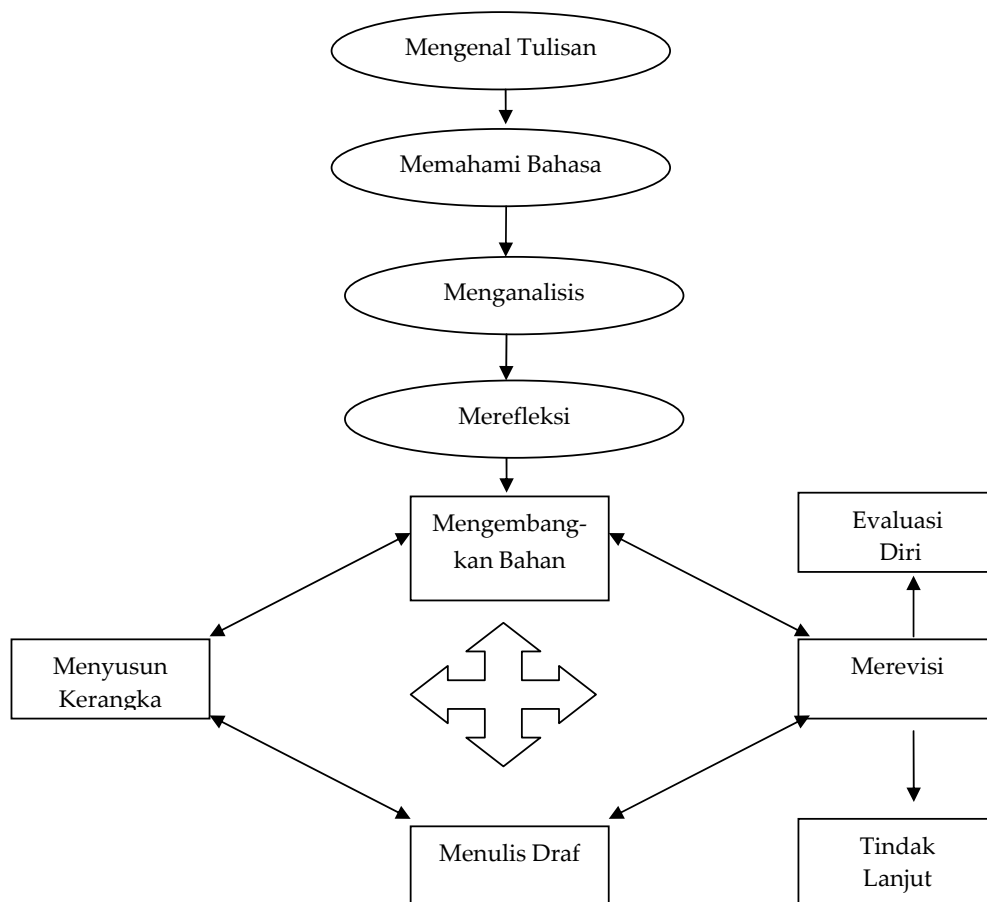 Mengenal Tulisan
Memahami Bahasa
Menganalisis
Merefleksi
Mengembang-
kan Bahan
Evaluasi
Diri
Menyusun
Kerangka
Merevisi
Menulis Draf
Tindak
Lanjut